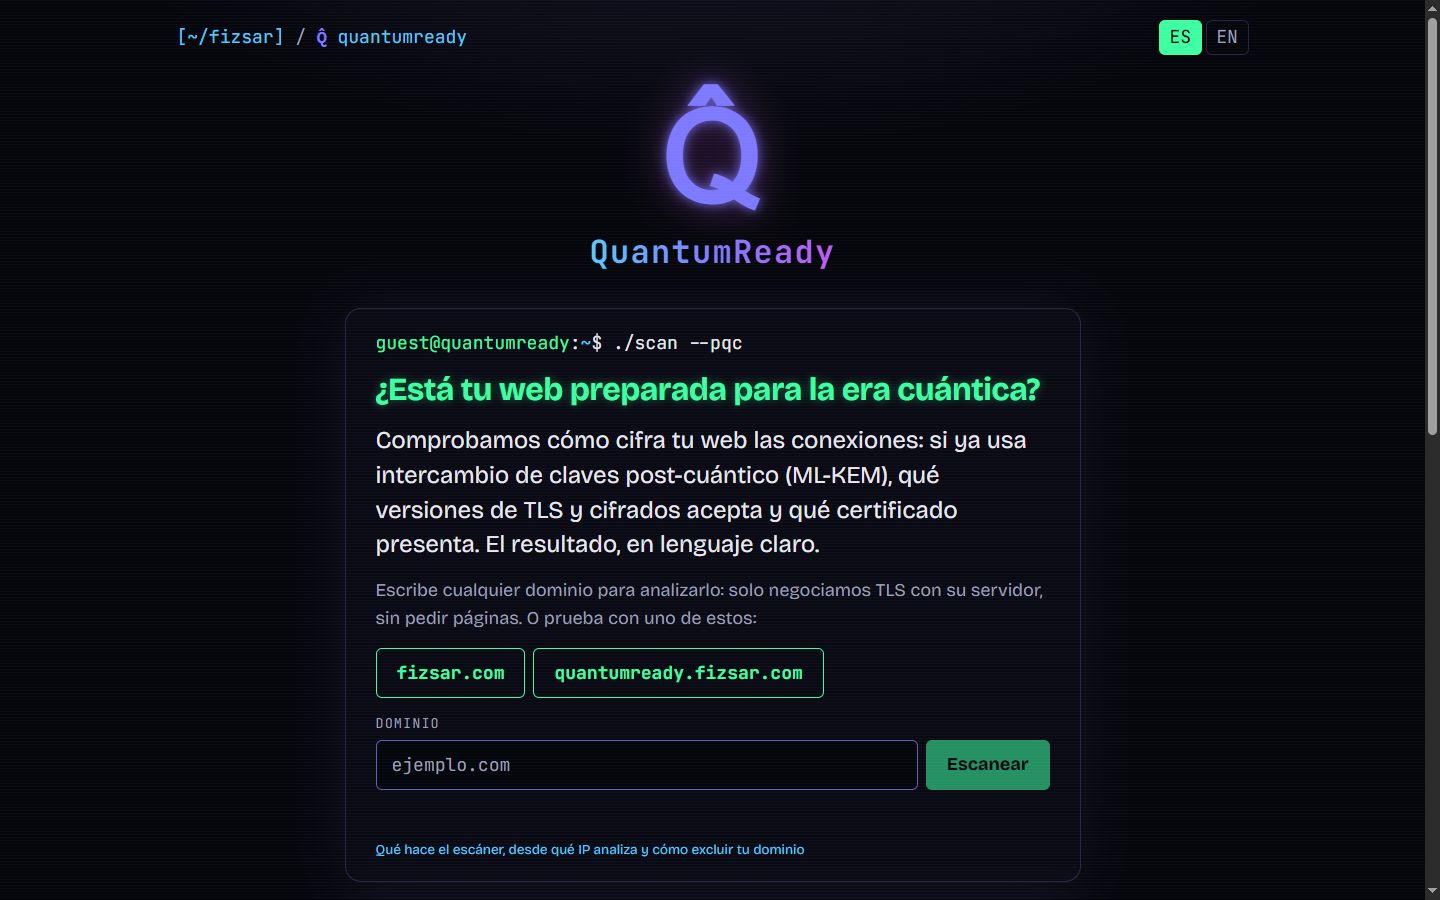 [~/fizsar] / Q̂ quantumready
ES EN
Q̂
QuantumReady
guest@quantumready:~$ ./scan --pqc
¿Está tu web preparada para la era cuántica?
Comprobamos cómo cifra tu web las conexiones: si ya usa
intercambio de claves post-cuántico (ML-KEM), qué
versiones de TLS y cifrados acepta y qué certificado
presenta. El resultado, en lenguaje claro.
Escribe cualquier dominio para analizarlo: solo negociamos TLS con su servidor,
sin pedir páginas. O prueba con uno de estos:
fizsar.com quantumready.fizsar.com
DOMINIO
ejemplo.com Escanear
Qué hace el escáner, desde qué IP analiza y cómo excluir tu dominio